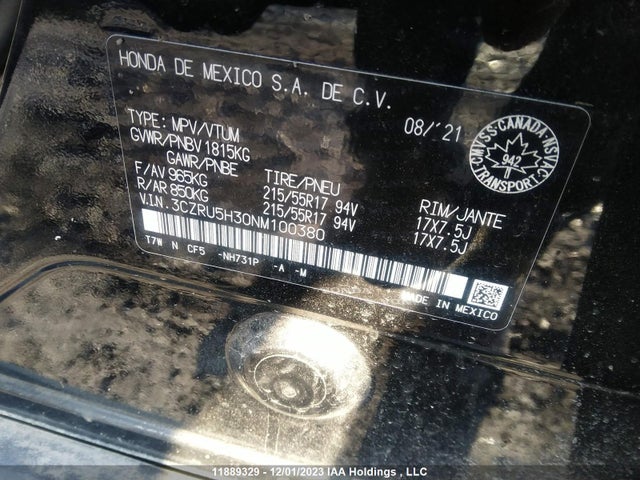 HONDA DE MEXICO S.A. DE C.V.
08/'21
TYPE: MPV/VTUM
GVWR/PNBV 1815KG
GAWR/PNBE TIRE/PNEU RIM/JANTE
F/AV 965KG 215/55R17 94V 17X7.5J
R/AR 850KG 215/55R17 94V 17X7.5J
V.I.N.:3CZRU5H30NM100380
T7W N CF5 -NH731P -A -M
MADE IN MEXICO
CMVSS·CANADA·NSVAC
942
TRANSPORT
11889329 - 12/01/2023 IAA Holdings , LLC